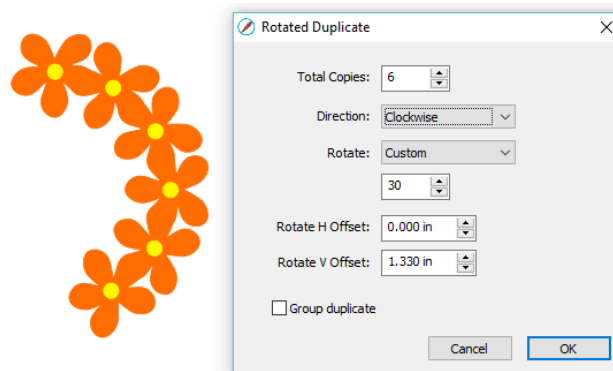 Rotated Duplicate
Total Copies: 6
Direction: Clockwise
Rotate: Custom
30
Rotate H Offset: 0.000 in
Rotate V Offset: 1.330 in
Group duplicate
Cancel OK